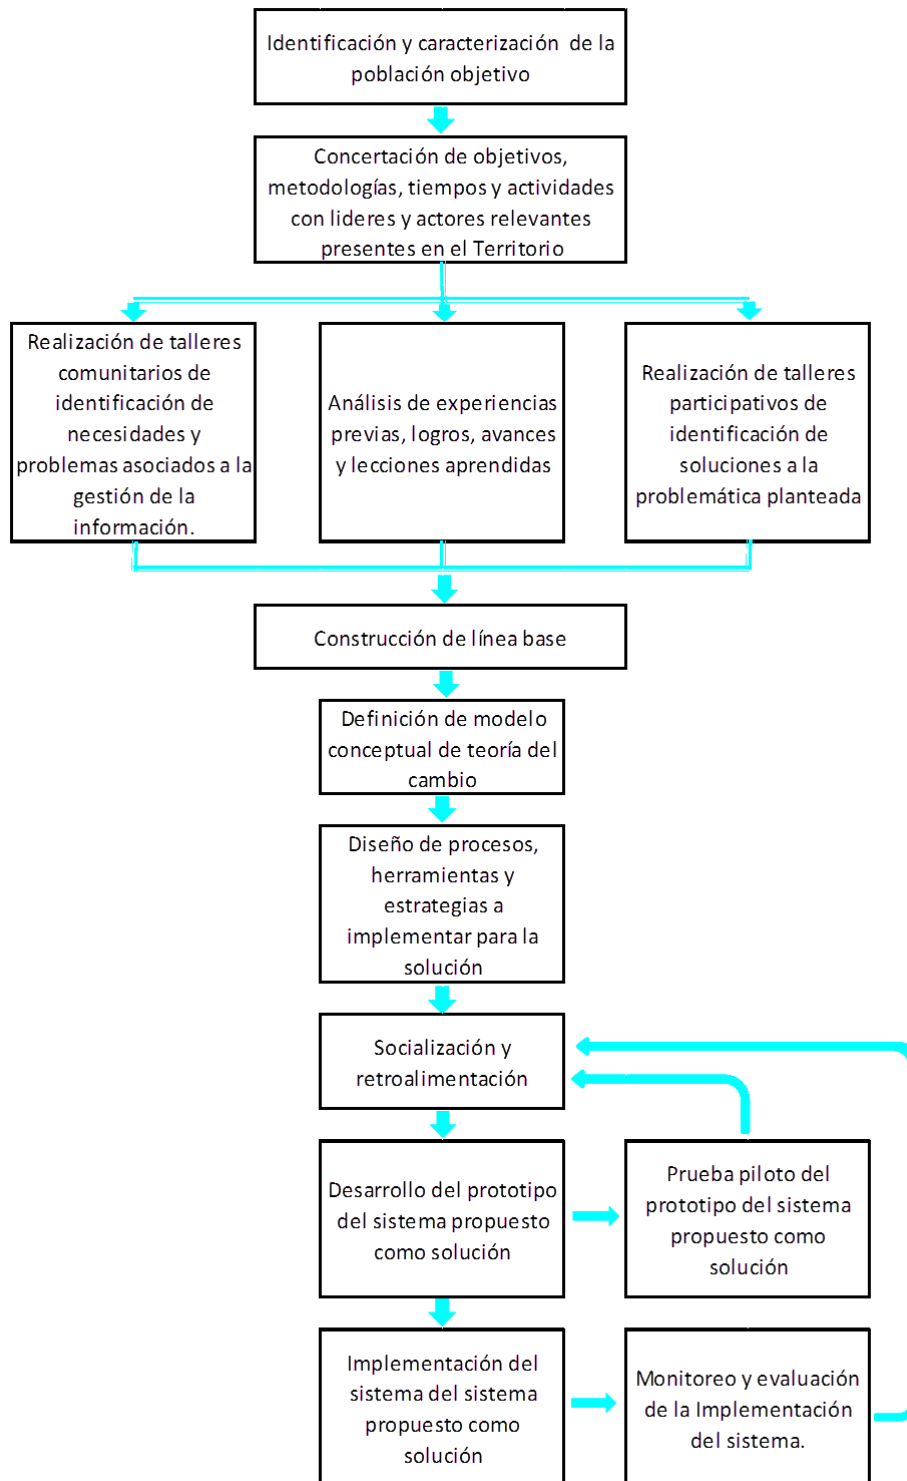 Identificación y caracterización de la
población objetivo
Concertación de objetivos,
metodologías, tiempos y actividades
con lideres y actores relevantes
presentes en el Territorio
Realización de talleres
comunitarios de
identificación de
necesidades y
problemas asociados a la
gestión de la
información.
Análisis de experiencias
previas, logros, avances
y lecciones aprendidas
Realización de talleres
participativos de
identificación de
soluciones a la
problemática planteada
Construcción de línea base
Definición de modelo
conceptual de teoría del
cambio
Diseño de procesos,
herramientas y
estrategias a
implementar para la
solución
Socialización y
retroalimentación
Desarrollo del prototipo
del sistema propuesto
como solución
Prueba piloto del
prototipo del sistema
propuesto como
solución
Implementación del
sistema del sistema
propuesto como
solución
Monitoreo y evaluación
de la Implementación
del sistema.